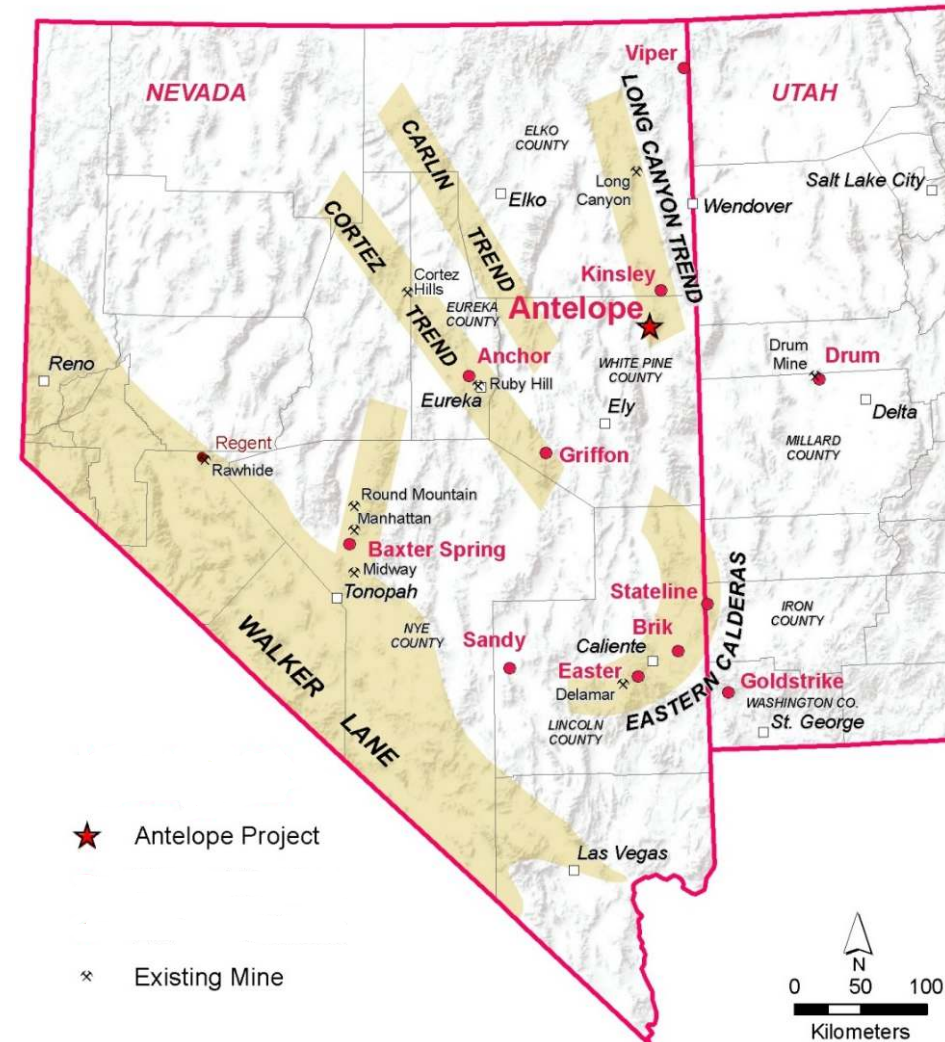 Viper
NEVADA
UTAH
LONG CANYON TREND
CARLIN
TREND
ELKO
COUNTY
Long
Canyon
Salt Lake City
Elko
Wendover
CORTEZ
TREND
Cortez
Hills
Kinsley
EUREKA
COUNTY
Antelope
Anchor
WHITE PINE
COUNTY
Drum
Mine
Drum
Reno
Ruby Hill
Eureka
Ely
Delta
MILLARD
COUNTY
Regent
Rawhide
Griffon
Round Mountain
Manhattan
Baxter Spring
Midway
Tonopah
Stateline
IRON
COUNTY
NYE
COUNTY
Sandy
Brik
Caliente
Easter
Delamar
EASTERN CALDERAS
Goldstrike
WASHINGTON CO.
St. George
LINCOLN
COUNTY
WALKER
LANE
Las Vegas
Antelope Project
Existing Mine
N
0 50 100
Kilometers